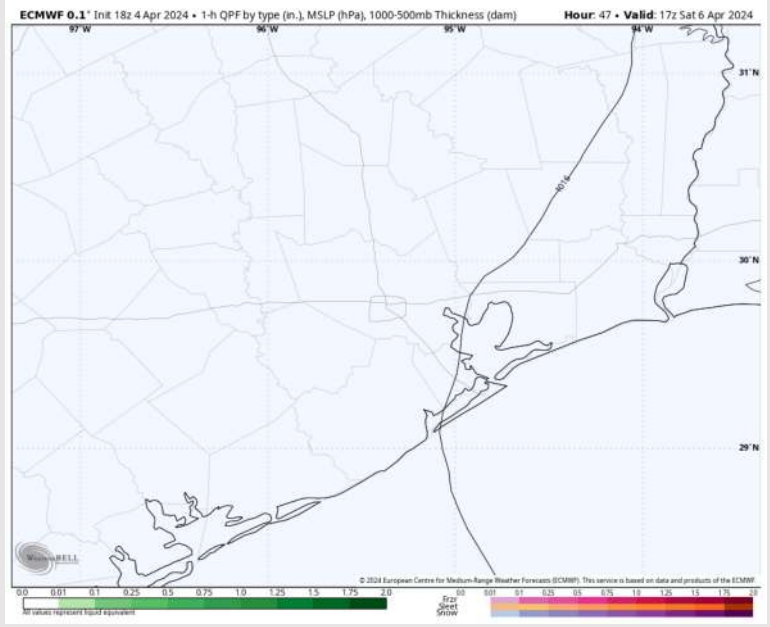 ECMWF 0.1° Init 18z 4 Apr 2024 • 1-h QPF by type (in.), MSLP (hPa), 1000-500mb Thickness (dam) Hour: 47 • Valid: 17z Sat 6 Apr 2024
97°W 96°W 95°W 94°W
31°N
1016
30°N
29°N
WeatherBELL
© 2024 European Centre for Medium-Range Weather Forecasts (ECMWF). This service is based on data and products of the ECMWF.
0.0 0.01 0.1 0.25 0.5 0.75 1.0 1.25 1.50 1.75 2.0 0.0 0.01 0.1 0.25 0.5 0.75 1.0 1.25 1.5 1.75 2.0
All values represent liquid equivalent
Frzr
Sleet
Snow